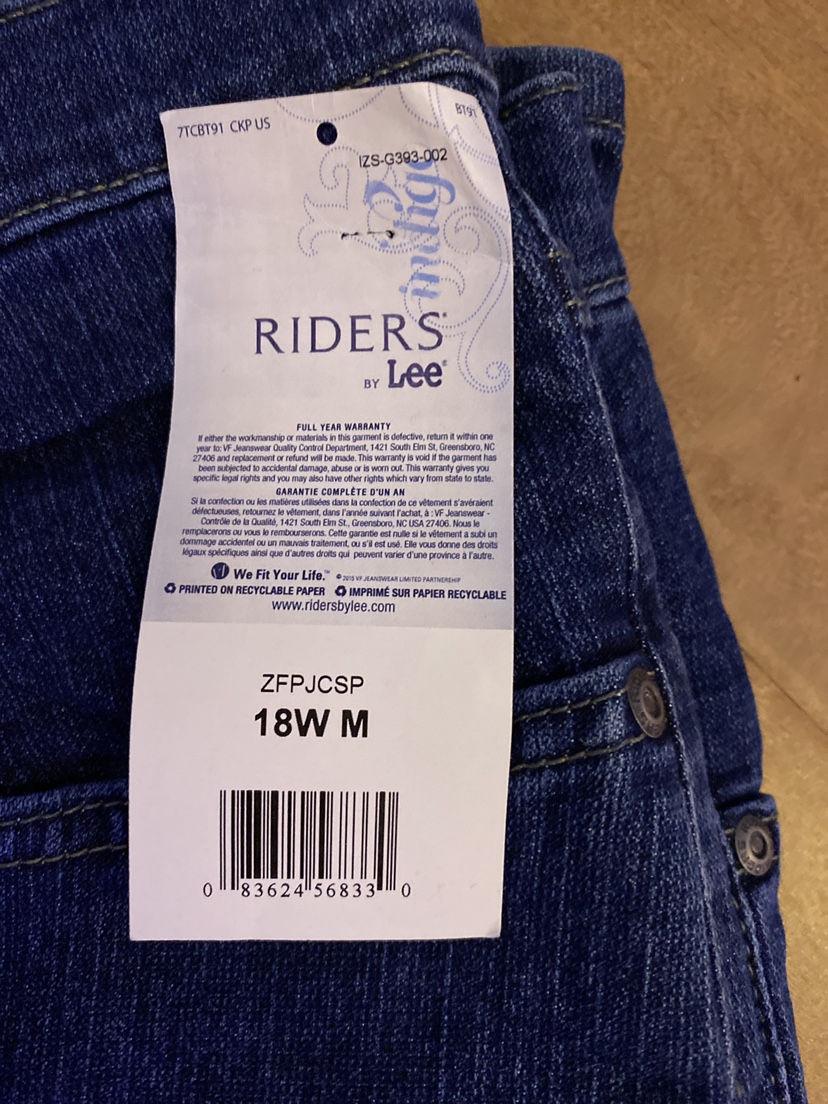 7TCBT91 CKP US
BT91
IZS-G393-002
indigo
RIDERS®
BY Lee®
FULL YEAR WARRANTY
If either the workmanship or materials in this garment is defective, return it within one
year to: VF Jeanswear Quality Control Department, 1421 South Elm St, Greensboro, NC
27406 and replacement or refund will be made. This warranty is void if the garment has
been subjected to accidental damage, abuse or is worn out. This warranty gives you
specific legal rights and you may also have other rights which vary from state to state.
GARANTIE COMPLÈTE D'UN AN
Si la confection ou les matières utilisées dans la confection de ce vêtement s'avéraient
défectueuses, retournez le vêtement, dans l'année suivant l'achat, à : VF Jeanswear -
Contrôle de la Qualité, 1421 South Elm St., Greensboro, NC USA 27406. Nous le
remplacerons ou vous le rembourserons. Cette garantie est nulle si le vêtement a subi un
dommage accidentel ou un mauvais traitement, ou s'il est usé. Elle vous donne des droits
légaux spécifiques ainsi que d'autres droits qui peuvent varier d'une province à l'autre.
We Fit Your Life.™ © 2015 VF JEANSWEAR LIMITED PARTNERSHIP
PRINTED ON RECYCLABLE PAPER IMPRIMÉ SUR PAPIER RECYCLABLE
www.ridersbylee.com
ZFPJCSP
18W M
0 83624 56833 0